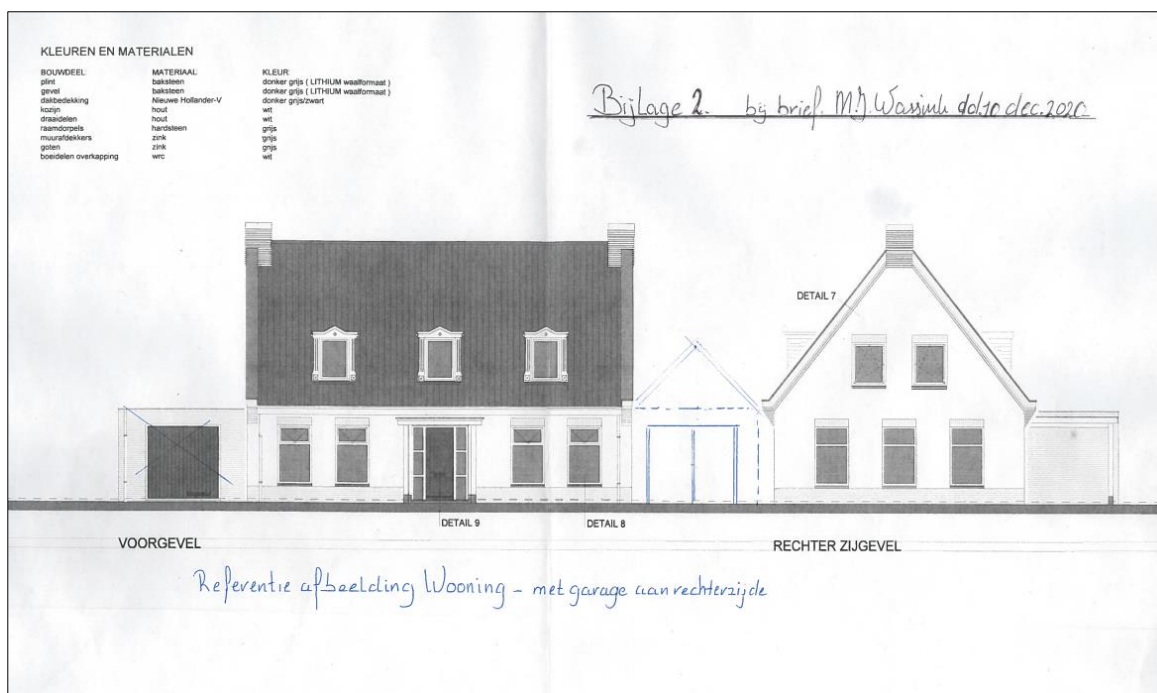 KLEUREN EN MATERIALEN
BOUWDEEL MATERIAAL KLEUR
plint baksteen donker grijs ( LITHIUM waalformaat )
gevel baksteen donker grijs ( LITHIUM waalformaat )
dakbedekking Nieuwe Hollander-V donker grijs/zwart
kozijn hout wit
draaidelen hout wit
raamdorpels hardsteen grijs
muurafdekkers zink grijs
goten zink grijs
boeidelen overkapping wrc wit
Bijlage 2. bij brief. M.J. Wassink dd. 10 dec. 2020
DETAIL 7
DETAIL 9 DETAIL 8
VOORGEVEL RECHTER ZIJGEVEL
Referentie afbeelding Wooning - met garage aan rechterzijde